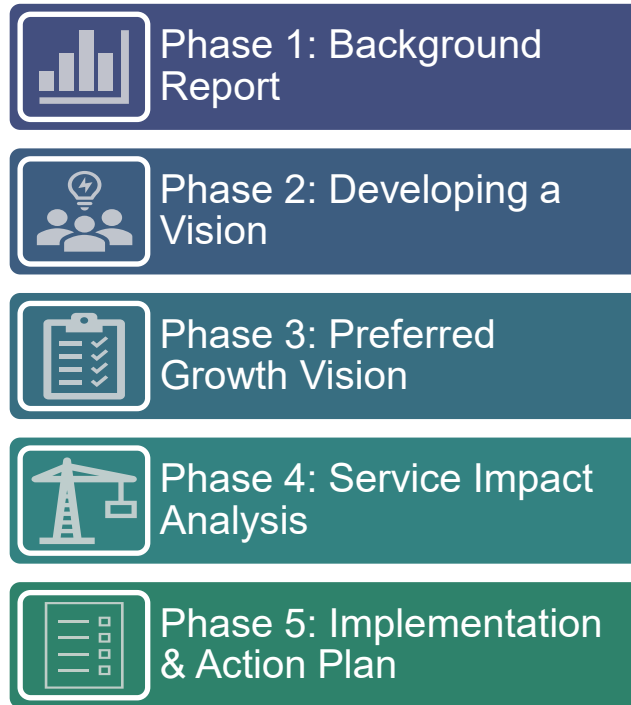 Phase 1: Background
Report
Phase 2: Developing a
Vision
Phase 3: Preferred
Growth Vision
Phase 4: Service Impact
Analysis
Phase 5: Implementation
& Action Plan